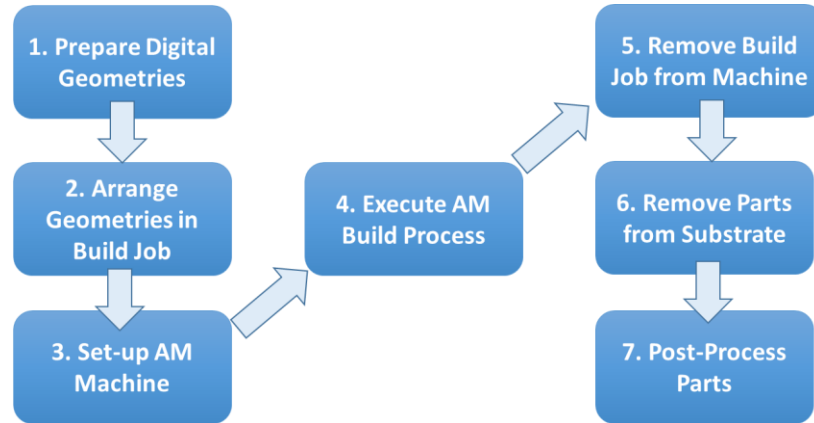 1. Prepare Digital
Geometries
2. Arrange
Geometries in
Build Job
3. Set-up AM
Machine
4. Execute AM
Build Process
5. Remove Build
Job from Machine
6. Remove Parts
from Substrate
7. Post-Process
Parts